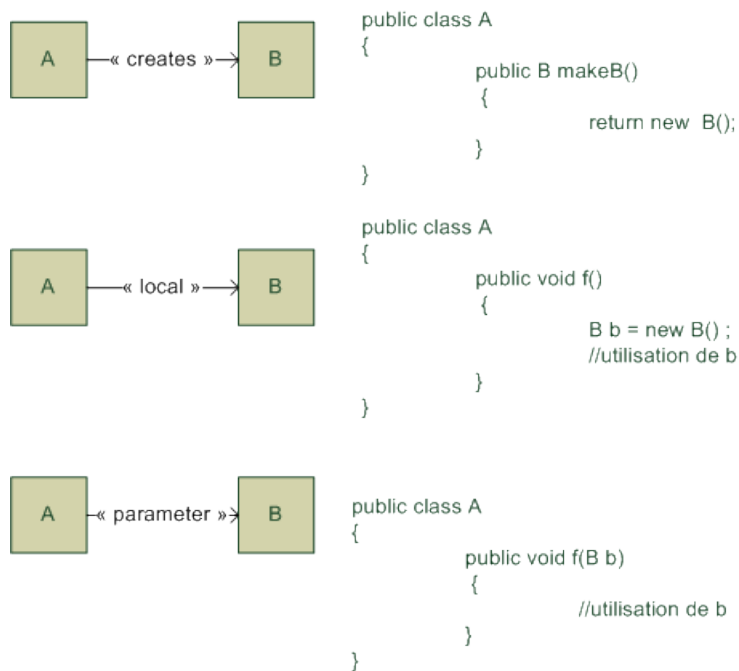 A « creates » B
public class A
{
public B makeB()
{
return new B();
}
}
A « local » B
public class A
{
public void f()
{
B b = new B() ;
//utilisation de b
}
}
A « parameter » B
public class A
{
public void f(B b)
{
//utilisation de b
}
}